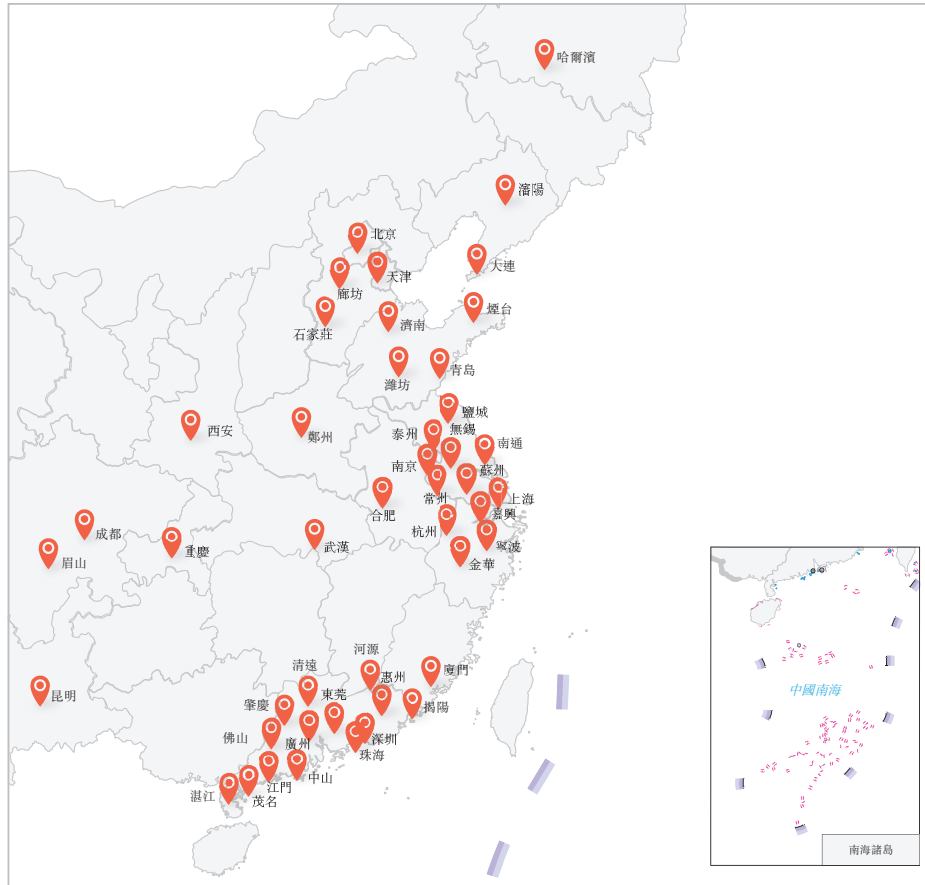 哈爾濱
瀋陽
北京
大連
天津
廊坊
煙台
石家莊
濟南
青島
濰坊
鹽城
西安
鄭州
泰州
無錫
南通
南京
蘇州
常州
上海
合肥
嘉興
杭州
成都
武漢
重慶
寧波
眉山
金華
河源
廈門
惠州
清遠
昆明
東莞
肇慶
揭陽
佛山
廣州
深圳
珠海
中山
江門
湛江
茂名
中國南海
南海諸島